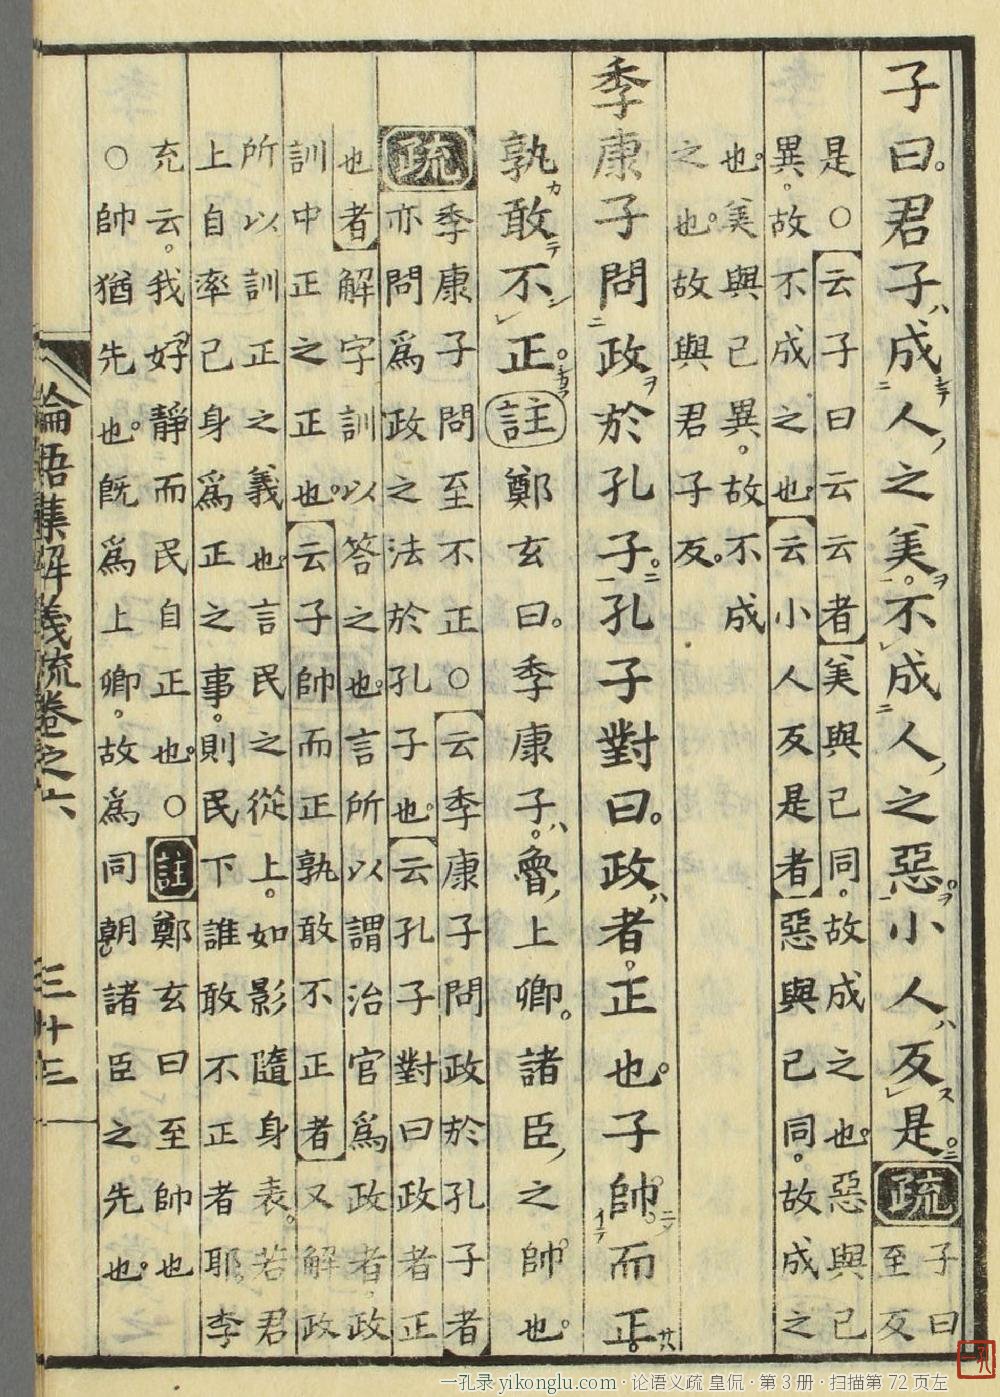 子曰。君子成人之美。不成人之惡。小人反是。疏子曰至反
是○云子曰云云者美與己同。故成之也。惡與己
異。故不成之也。云小人反是者惡與己同。故成之
也。美與己異。故不成
之也。故與君子反。
季康子問政於孔子。孔子對曰。政者。正也。子帥。而正。
孰敢不正。註鄭玄曰。季康子。魯上卿。諸臣之帥也。
疏季康子問至不正○云季康子問政於孔子者
亦問爲政之法於孔子也。云孔子對曰政者正
也者解字訓以答之也。言所以謂治官爲政者。政
訓中正之正也。云子帥而正孰敢不正者又解政
所以訓正之義也。言民之從上。如影隨身表。若君
上自率己身爲正之事。則民下誰敢不正者耶。李
充云。我好靜而民自正也。○註鄭玄曰至帥也
○帥猶先也。既爲上卿。故爲同朝諸臣之先也。
論語集解義疏卷之六 三十三
一孔录 yikonglu.com · 论语义疏 皇侃 · 第 3 册 · 扫描第 72 页左